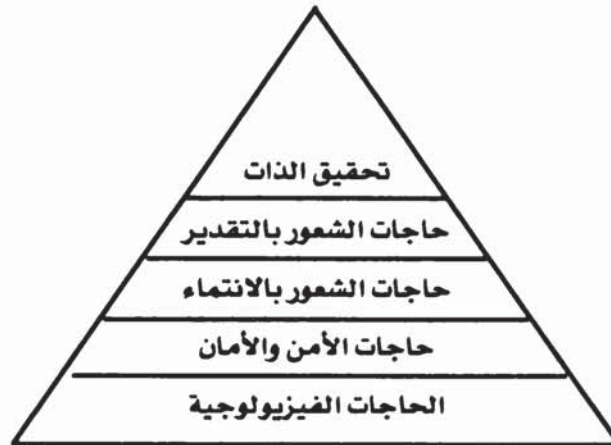 تحقيق الذات
حاجات الشعور بالتقدير
حاجات الشعور بالانتماء
حاجات الأمن والأمان
الحاجات الفيزيولوجية